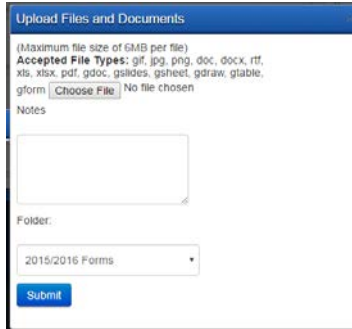 Upload Files and Documents
(Maximum file size of 6MB per file)
Accepted File Types: gif, jpg, png, doc, docx, rtf,
xls, xlsx. pdf, gdoc, gslides, gsheet, gdraw, gtable,
gform Choose File No file chosen
Notes
Folder:
2015/2016 Forms
Submit